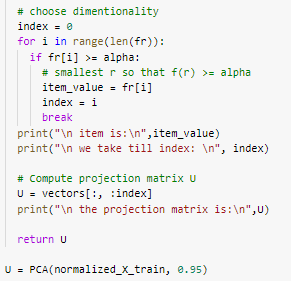 # choose dimentionality
index = 0
for i in range(len(fr)):
if fr[i] >= alpha:
# smallest r so that f(r) >= alpha
item_value = fr[i]
index = i
break
print("\n item is:\n",item_value)
print("\n we take till index: \n", index)
# Compute projection matrix U
U = vectors[:, :index]
print("\n the projection matrix is:\n",U)
return U
U = PCA(normalized_X_train, 0.95)